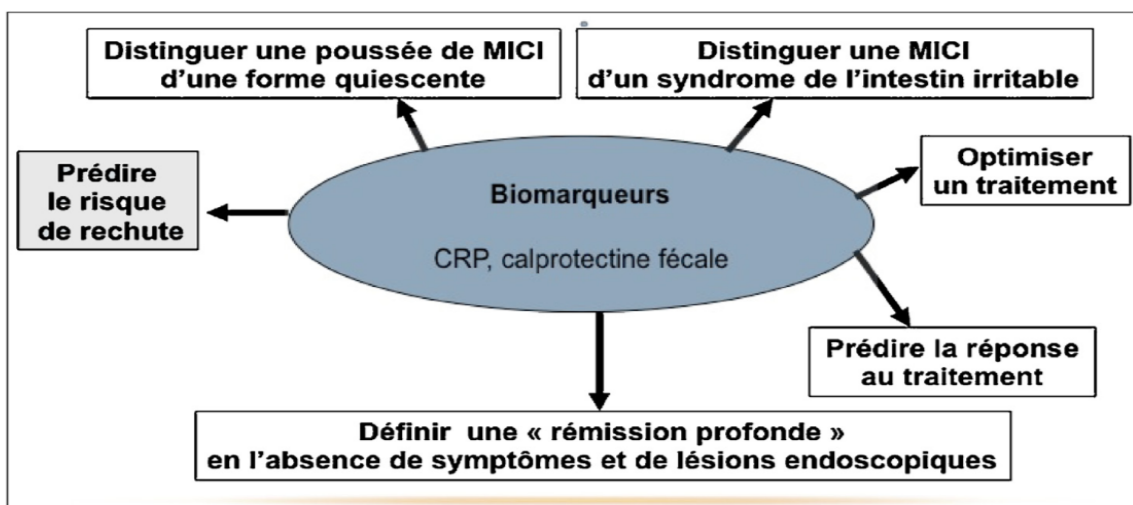 Distinguer une poussée de MICI
d'une forme quiescente
Distinguer une MICI
d'un syndrome de l'intestin irritable
Prédire
le risque
de rechute
Biomarqueurs
CRP, calprotectine fécale
Optimiser
un traitement
Prédire la réponse
au traitement
Définir une « rémission profonde »
en l'absence de symptômes et de lésions endoscopiques